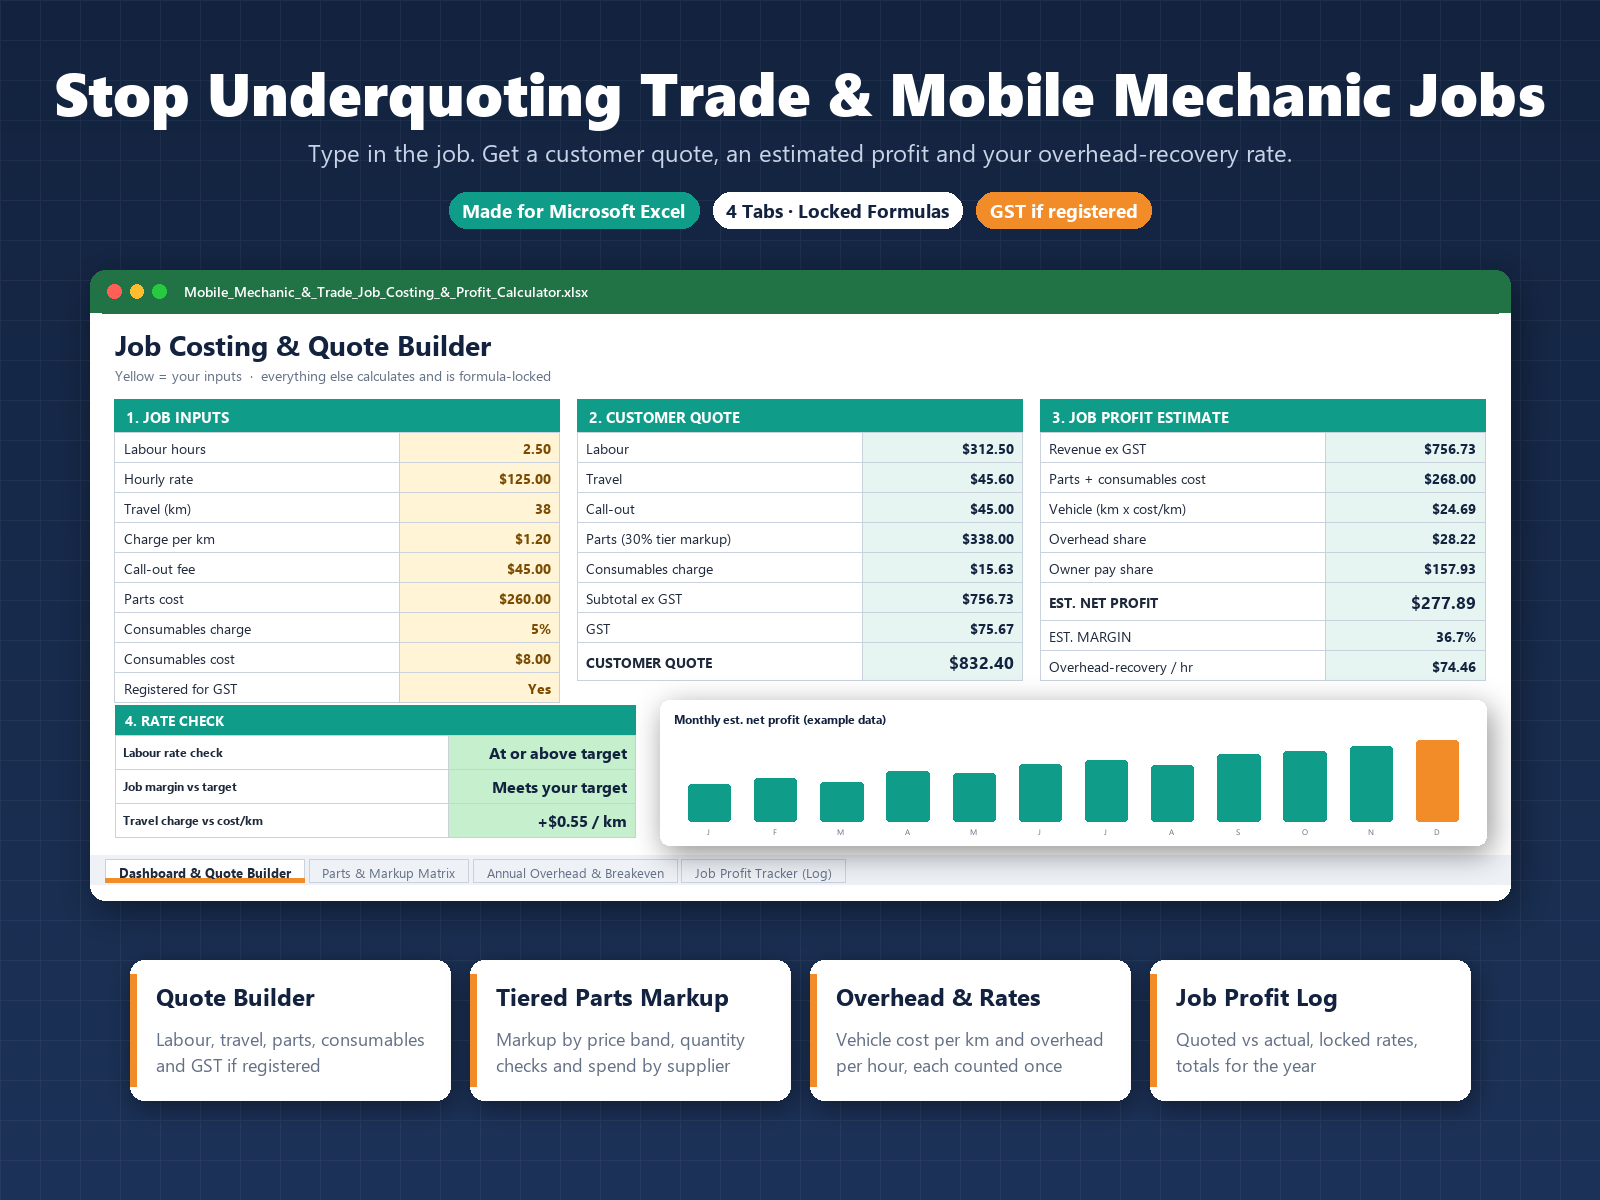 Stop Underquoting Trade & Mobile Mechanic Jobs
Type in the job. Get a customer quote, an estimated profit and your overhead-recovery rate.
Made for Microsoft Excel
4 Tabs · Locked Formulas
GST if registered
Mobile_Mechanic_&_Trade_Job_Costing_&_Profit_Calculator.xlsx
Job Costing & Quote Builder
Yellow = your inputs · everything else calculates and is formula-locked
1. JOB INPUTS
Labour hours 2.50
Hourly rate $125.00
Travel (km) 38
Charge per km $1.20
Call-out fee $45.00
Parts cost $260.00
Consumables charge 5%
Consumables cost $8.00
Registered for GST Yes
2. CUSTOMER QUOTE
Labour $312.50
Travel $45.60
Call-out $45.00
Parts (30% tier markup) $338.00
Consumables charge $15.63
Subtotal ex GST $756.73
GST $75.67
CUSTOMER QUOTE $832.40
3. JOB PROFIT ESTIMATE
Revenue ex GST $756.73
Parts + consumables cost $268.00
Vehicle (km x cost/km) $24.69
Overhead share $28.22
Owner pay share $157.93
EST. NET PROFIT $277.89
EST. MARGIN 36.7%
Overhead-recovery / hr $74.46
4. RATE CHECK
Labour rate check At or above target
Job margin vs target Meets your target
Travel charge vs cost/km +$0.55 / km
Monthly est. net profit (example data)
J F M A M J J A S O N D
Dashboard & Quote Builder
Parts & Markup Matrix
Annual Overhead & Breakeven
Job Profit Tracker (Log)
Quote Builder
Labour, travel, parts, consumables
and GST if registered
Tiered Parts Markup
Markup by price band, quantity
checks and spend by supplier
Overhead & Rates
Vehicle cost per km and overhead
per hour, each counted once
Job Profit Log
Quoted vs actual, locked rates,
totals for the year